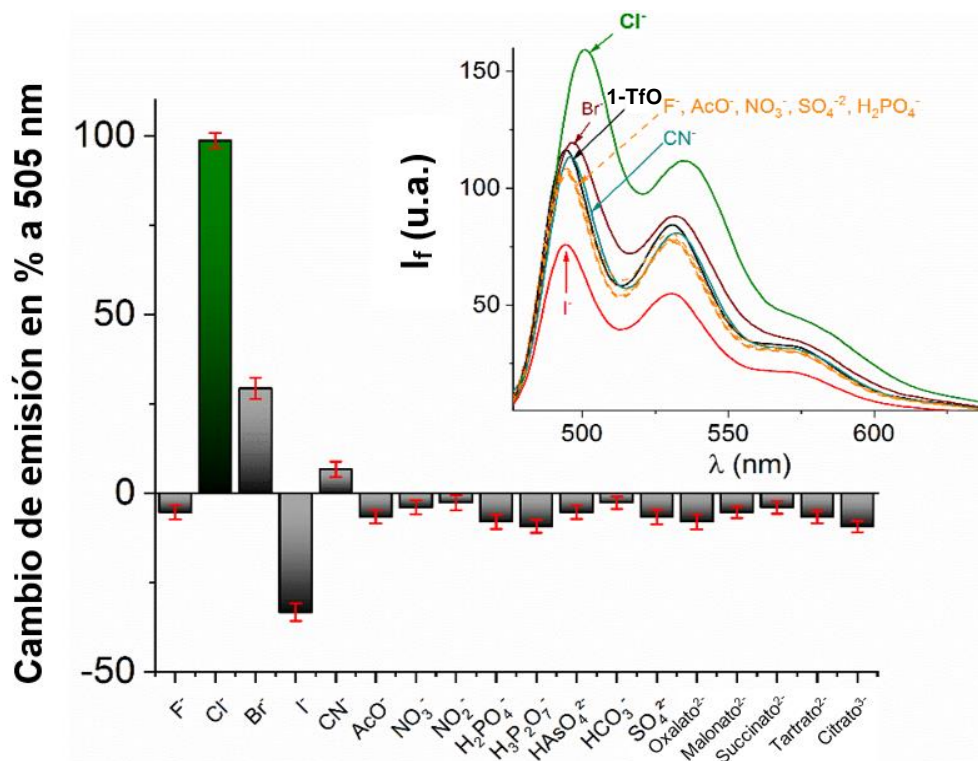 Cambio de emisión en % a 505 nm
100
50
0
-50
F⁻
Cl⁻
Br⁻
I⁻
CN⁻
AcO⁻
NO₃⁻
NO₂⁻
H₂PO₄⁻
H₃P₂O₇⁻
HAsO₄²⁻
HCO₃⁻
SO₄²⁻
Oxalato²⁻
Malonato²⁻
Succinato²⁻
Tartrato²⁻
Citrato³⁻
I_f (u.a.)
150
100
50
500
550
600
λ (nm)
Cl⁻
Br⁻
1-TfO
F⁻, AcO⁻, NO₃⁻, SO₄⁻², H₂PO₄⁻
CN⁻
I⁻